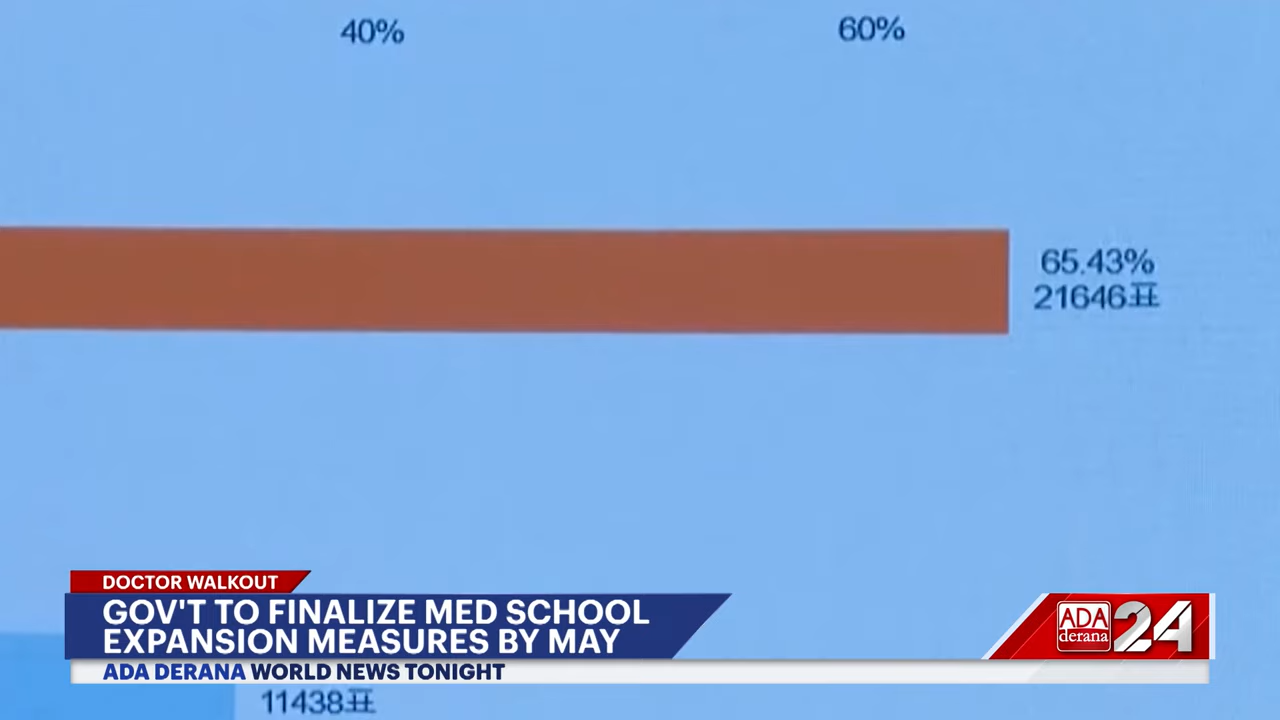 40%
60%
65.43%
21646표
DOCTOR WALKOUT
GOV'T TO FINALIZE MED SCHOOL
EXPANSION MEASURES BY MAY
ADA DERANA WORLD NEWS TONIGHT
ADA
derana
24
11438표